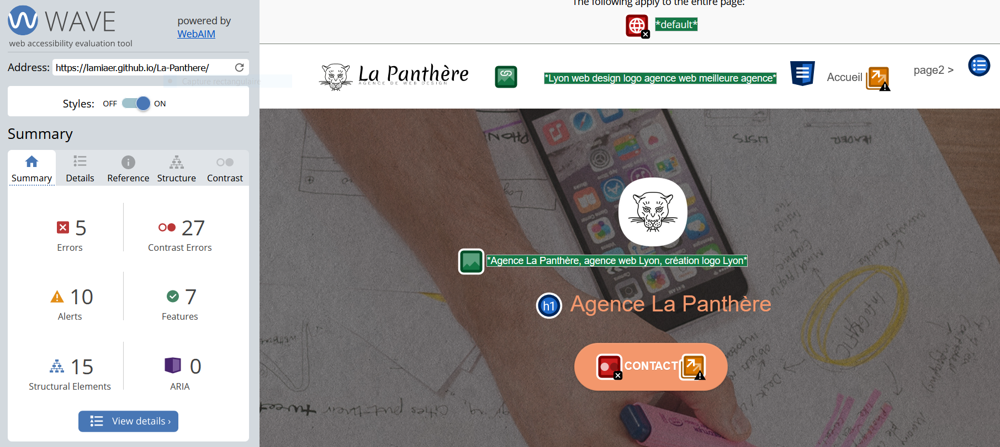 WAVE
web accessibility evaluation tool
powered by
WebAIM
Address: https://lamiaer.github.io/La-Panthere/
Capture rectangulaire
Styles: OFF ON
Summary
Summary Details Reference Structure Contrast
5 Errors
27 Contrast Errors
10 Alerts
7 Features
15 Structural Elements
0 ARIA
View details ›
The following apply to the entire page:
*default*
La Panthère
AGENCE DE WEB DESIGN
*Lyon web design logo agence web meilleure agence*
Accueil
page2 >
LISTS
HEADER
*Agence La Panthère, agence web Lyon, création logo Lyon*
h1 Agence La Panthère
CONTACT